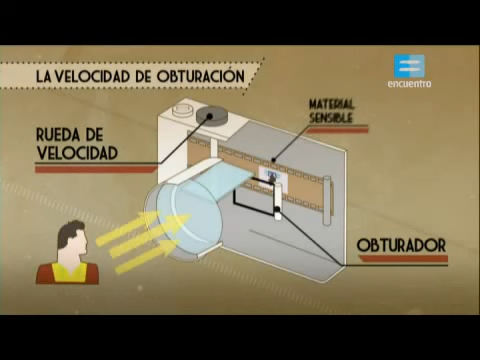 LA VELOCIDAD DE OBTURACIÓN
encuentro
MATERIAL
SENSIBLE
RUEDA DE
VELOCIDAD
OBTURADOR